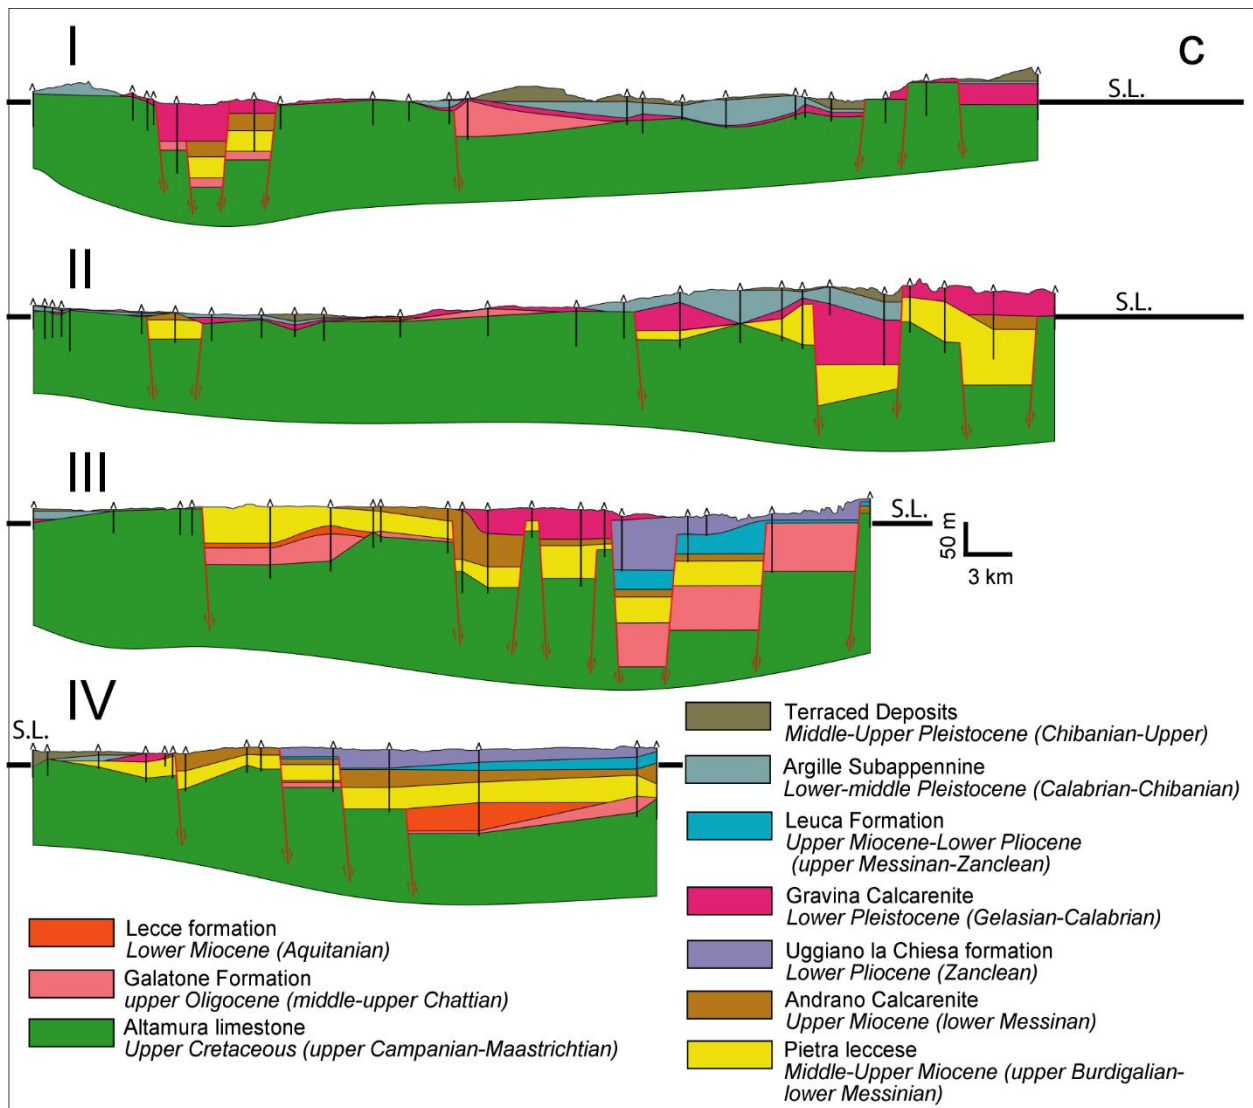 I
C
S.L.
II
S.L.
III
S.L.
50 m
3 km
IV
S.L.
Terraced Deposits
Middle-Upper Pleistocene (Chibanian-Upper)
Argille Subappennine
Lower-middle Pleistocene (Calabrian-Chibanian)
Leuca Formation
Upper Miocene-Lower Pliocene
(upper Messinan-Zanclean)
Gravina Calcarenite
Lower Pleistocene (Gelasian-Calabrian)
Uggiano la Chiesa formation
Lower Pliocene (Zanclean)
Andrano Calcarenite
Upper Miocene (lower Messinan)
Pietra leccese
Middle-Upper Miocene (upper Burdigalian-
lower Messinian)
Lecce formation
Lower Miocene (Aquitanian)
Galatone Formation
upper Oligocene (middle-upper Chattian)
Altamura limestone
Upper Cretaceous (upper Campanian-Maastrichtian)